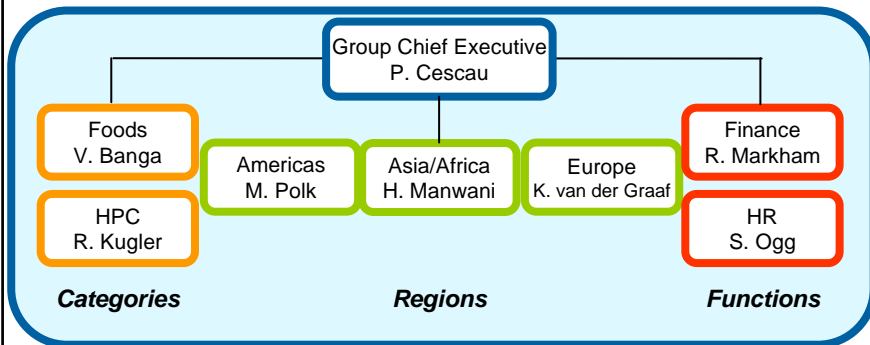 Group Chief Executive
P. Cescau
Foods
V. Banga
HPC
R. Kugler
Categories
Americas
M. Polk
Asia/Africa
H. Manwani
Europe
K. van der Graaf
Regions
Finance
R. Markham
HR
S. Ogg
Functions